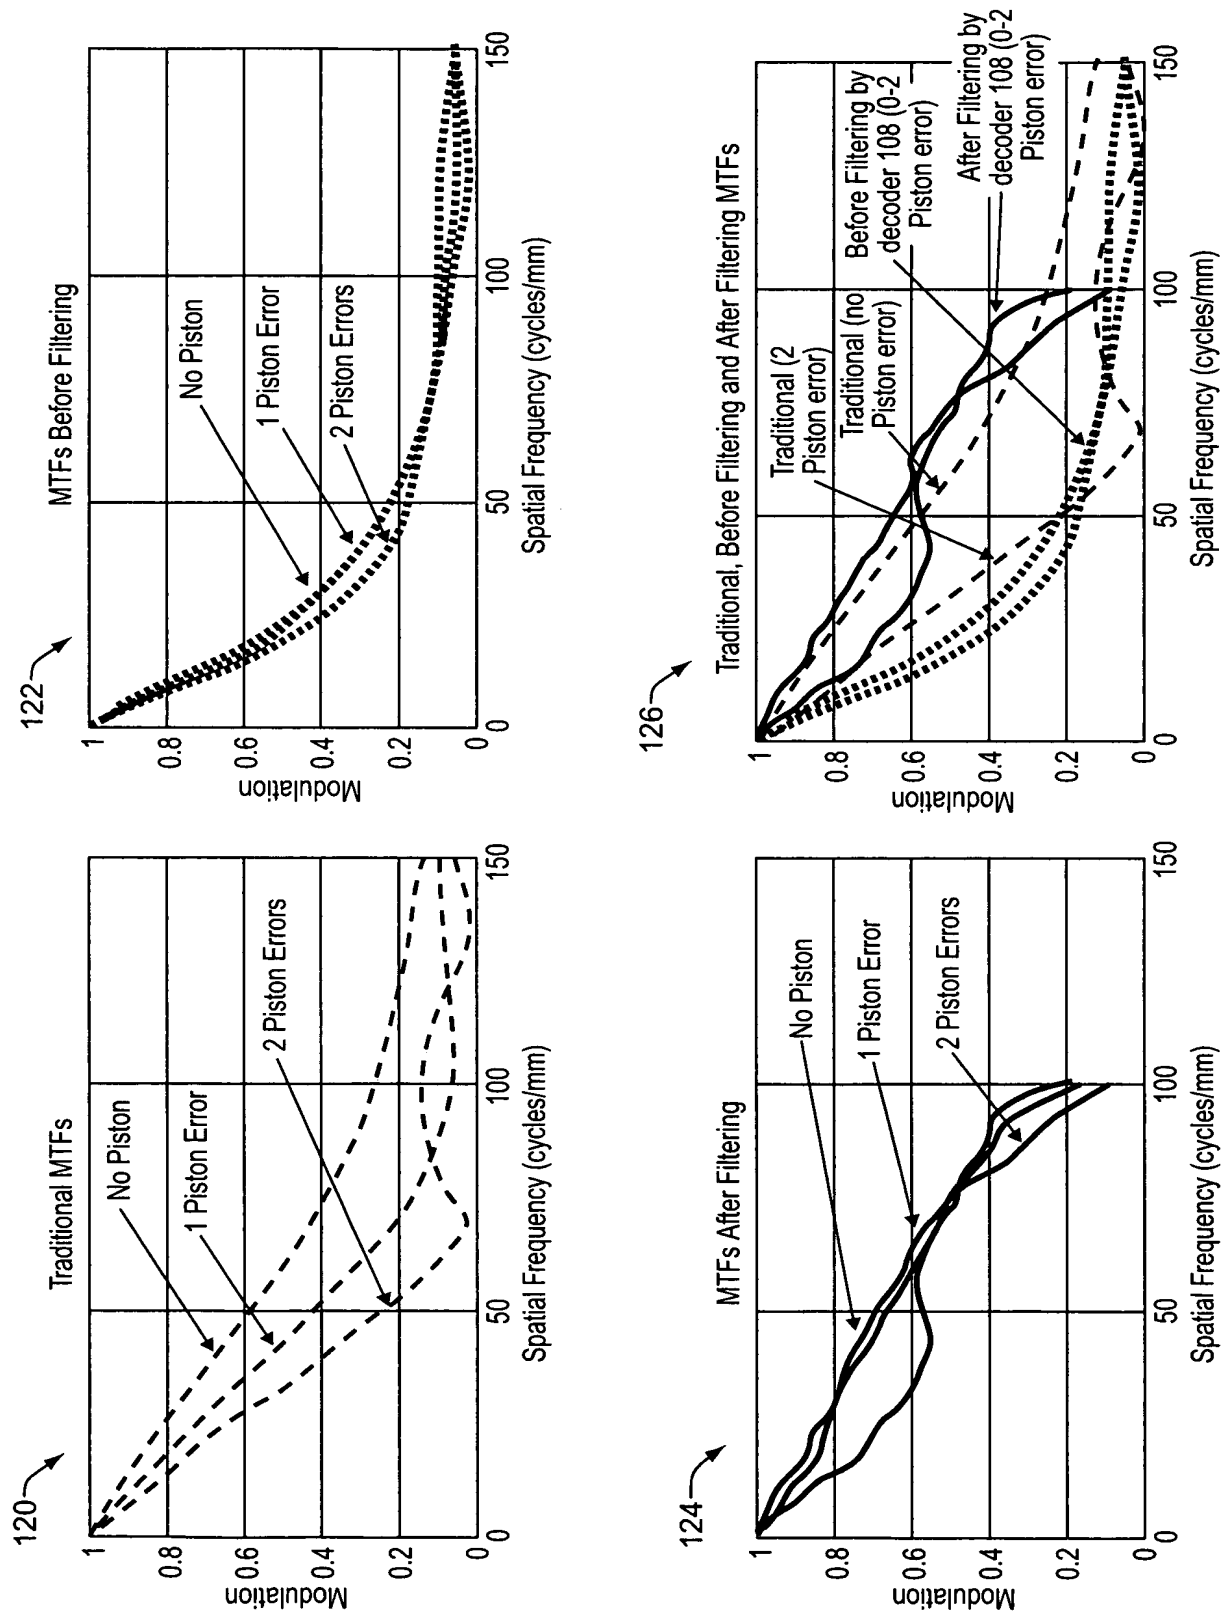 120
Traditional MTFs
1
0.8
0.6
0.4
0.2
0
Modulation
No Piston
1 Piston Error
2 Piston Errors
0
50
100
150
Spatial Frequency (cycles/mm)
122
MTFs Before Filtering
1
0.8
0.6
0.4
0.2
0
Modulation
No Piston
1 Piston Error
2 Piston Errors
0
50
100
150
Spatial Frequency (cycles/mm)
124
MTFs After Filtering
1
0.8
0.6
0.4
0.2
0
Modulation
No Piston
1 Piston Error
2 Piston Errors
0
50
100
150
Spatial Frequency (cycles/mm)
126
Traditional, Before Filtering and After Filtering MTFs
1
0.8
0.6
0.4
0.2
0
Modulation
Traditional (2
Piston error)
Traditional (no
Piston error)
Before Filtering by
decoder 108 (0-2
Piston error)
After Filtering by
decoder 108 (0-2
Piston error)
0
50
100
150
Spatial Frequency (cycles/mm)